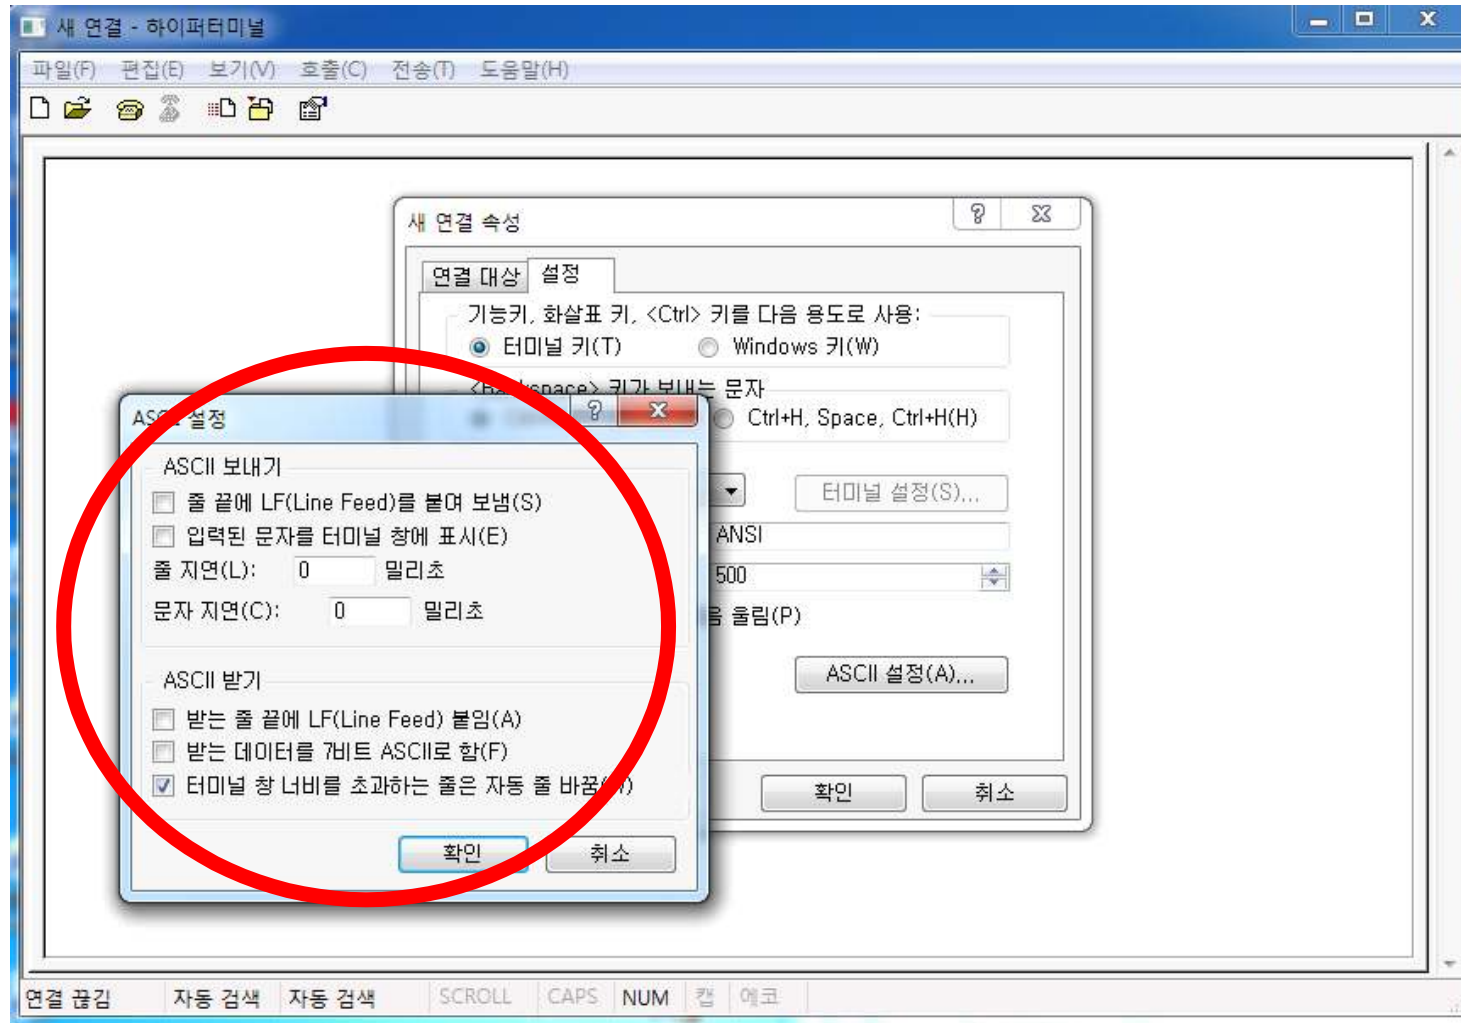 새 연결 - 하이퍼터미널
파일(F) 편집(E) 보기(V) 호출(C) 전송(T) 도움말(H)
새 연결 속성
연결 대상 설정
기능키, 화살표 키, <Ctrl> 키를 다음 용도로 사용:
터미널 키(T) Windows 키(W)
<Backspace> 키가 보내는 문자
Ctrl+H, Space, Ctrl+H(H)
터미널 설정(S)...
ANSI
500
울림(P)
ASCII 설정(A)...
확인 취소
ASCII 설정
ASCII 보내기
줄 끝에 LF(Line Feed)를 붙여 보냄(S)
입력된 문자를 터미널 창에 표시(E)
줄 지연(L): 0 밀리초
문자 지연(C): 0 밀리초
ASCII 받기
받는 줄 끝에 LF(Line Feed) 붙임(A)
받는 데이터를 7비트 ASCII로 함(F)
터미널 창 너비를 초과하는 줄은 자동 줄 바꿈(W)
확인 취소
연결 끊김 자동 검색 자동 검색 SCROLL CAPS NUM 캡 에코